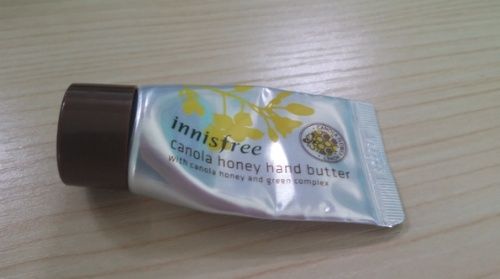 innisfree
canola honey hand butter
with canola honey and green complex